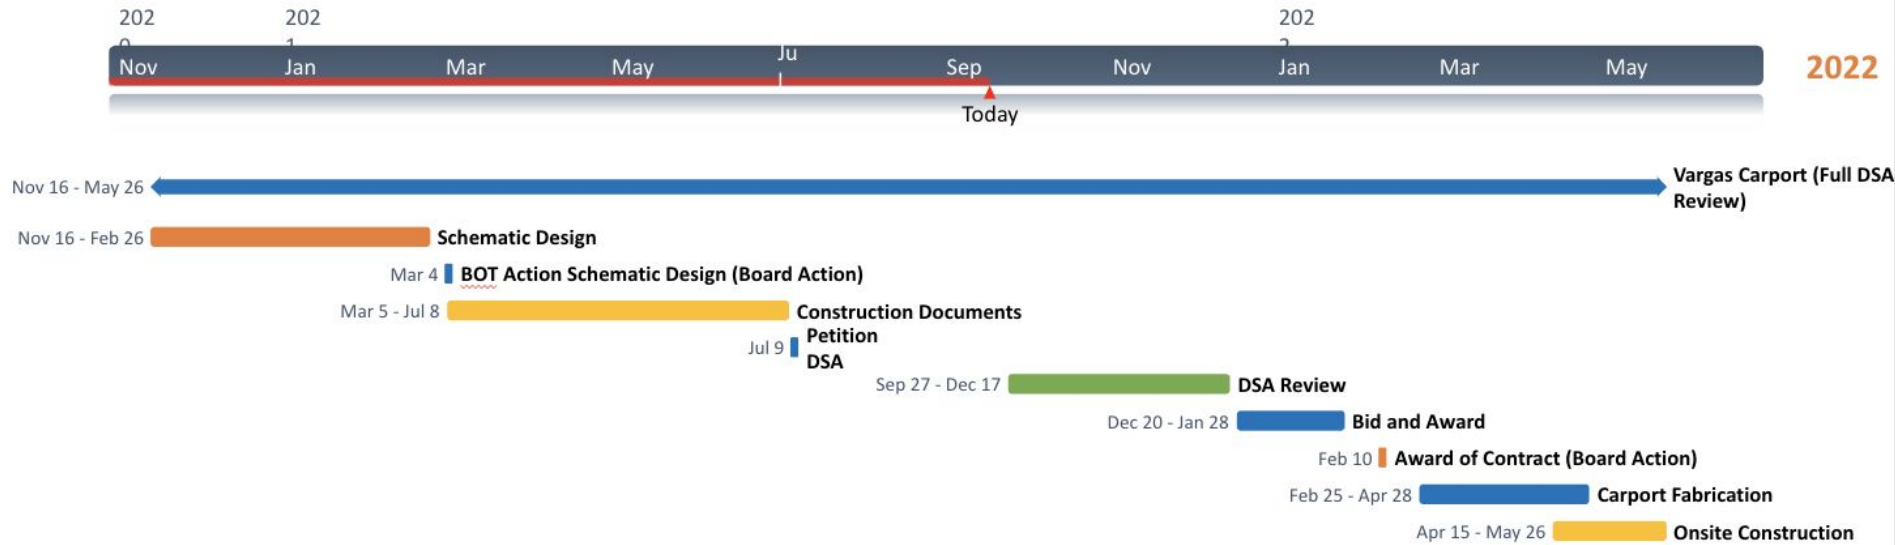 202
0
202
1
202
2
Nov Jan Mar May Ju
l
Sep Nov Jan Mar May
2022
Today
Nov 16 - May 26
Vargas Carport (Full DSA
Review)
Nov 16 - Feb 26 Schematic Design
Mar 4 BOT Action Schematic Design (Board Action)
Mar 5 - Jul 8 Construction Documents
Jul 9 Petition
DSA
Sep 27 - Dec 17 DSA Review
Dec 20 - Jan 28 Bid and Award
Feb 10 Award of Contract (Board Action)
Feb 25 - Apr 28 Carport Fabrication
Apr 15 - May 26 Onsite Construction